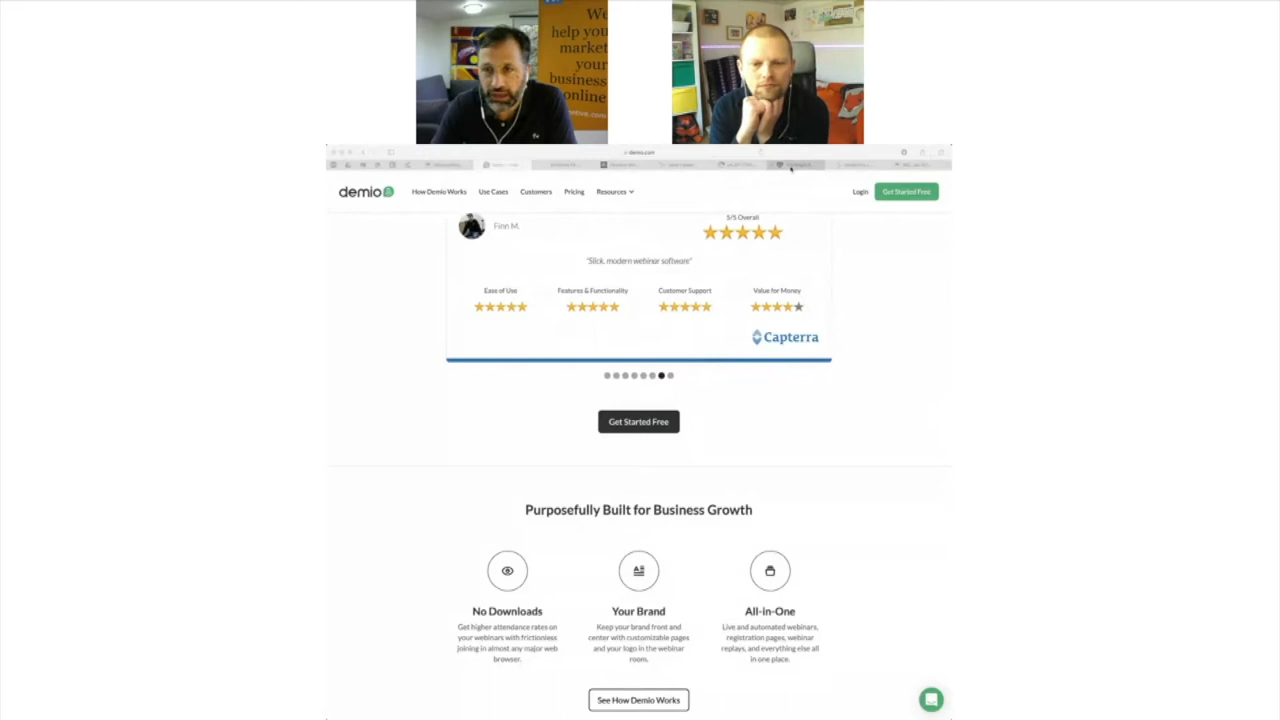 We
help you
market
your
business
online
demio.com
demio
How Demio Works
Use Cases
Customers
Pricing
Resources
Login
Get Started Free
Finn M.
5/5 Overall
"Slick, modern webinar software"
Ease of Use
Features & Functionality
Customer Support
Value for Money
Capterra
Get Started Free
Purposefully Built for Business Growth
No Downloads
Get higher attendance rates on
your webinars with frictionless
joining in almost any major web
browser.
Your Brand
Keep your brand front and
center with customizable pages
and your logo in the webinar
room.
All-in-One
Live and automated webinars,
registration pages, webinar
replays, and everything else all
in one place.
See How Demio Works